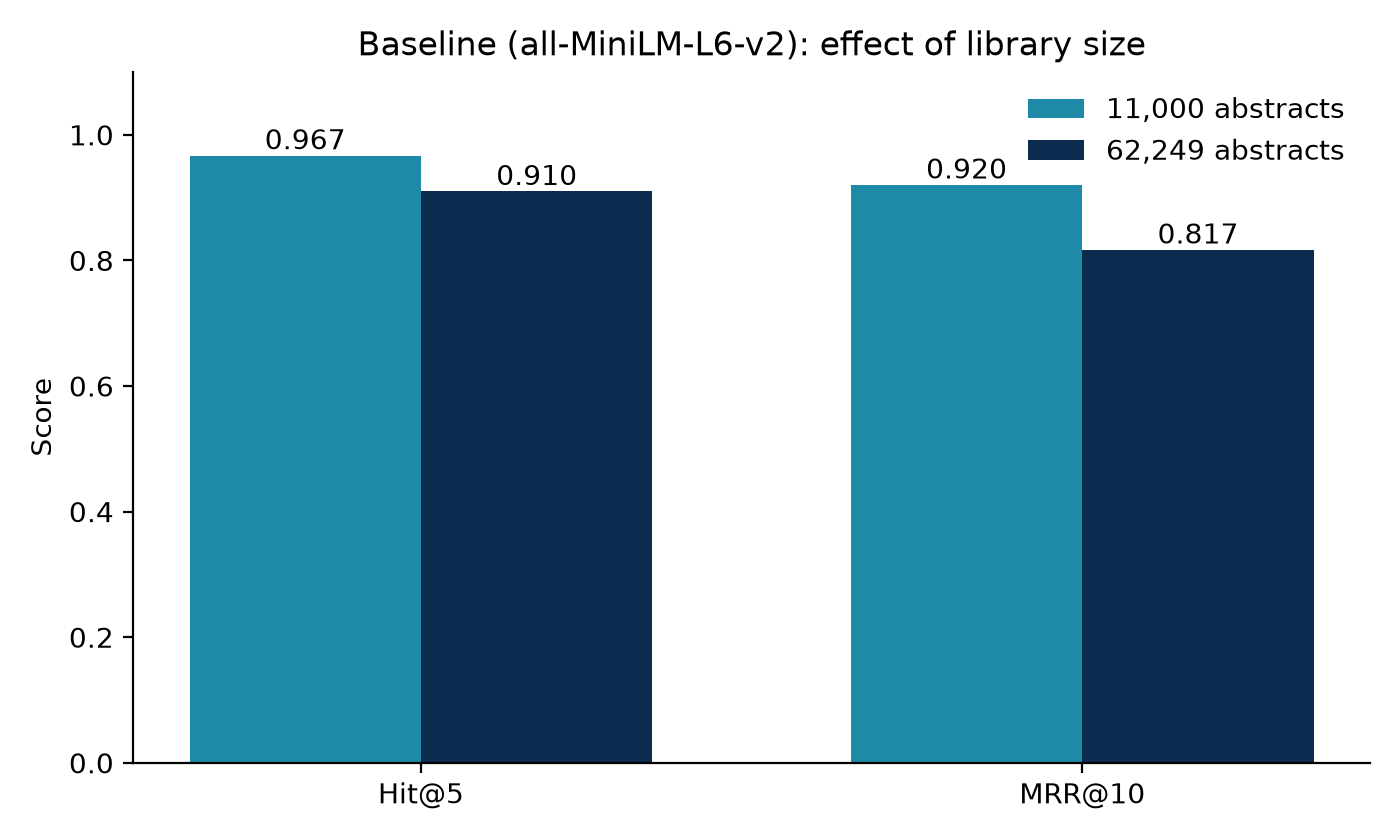 Baseline (all-MiniLM-L6-v2): effect of library size
11,000 abstracts
62,249 abstracts
0.967
0.910
0.920
0.817
Score
1.0
0.8
0.6
0.4
0.2
0.0
Hit@5
MRR@10